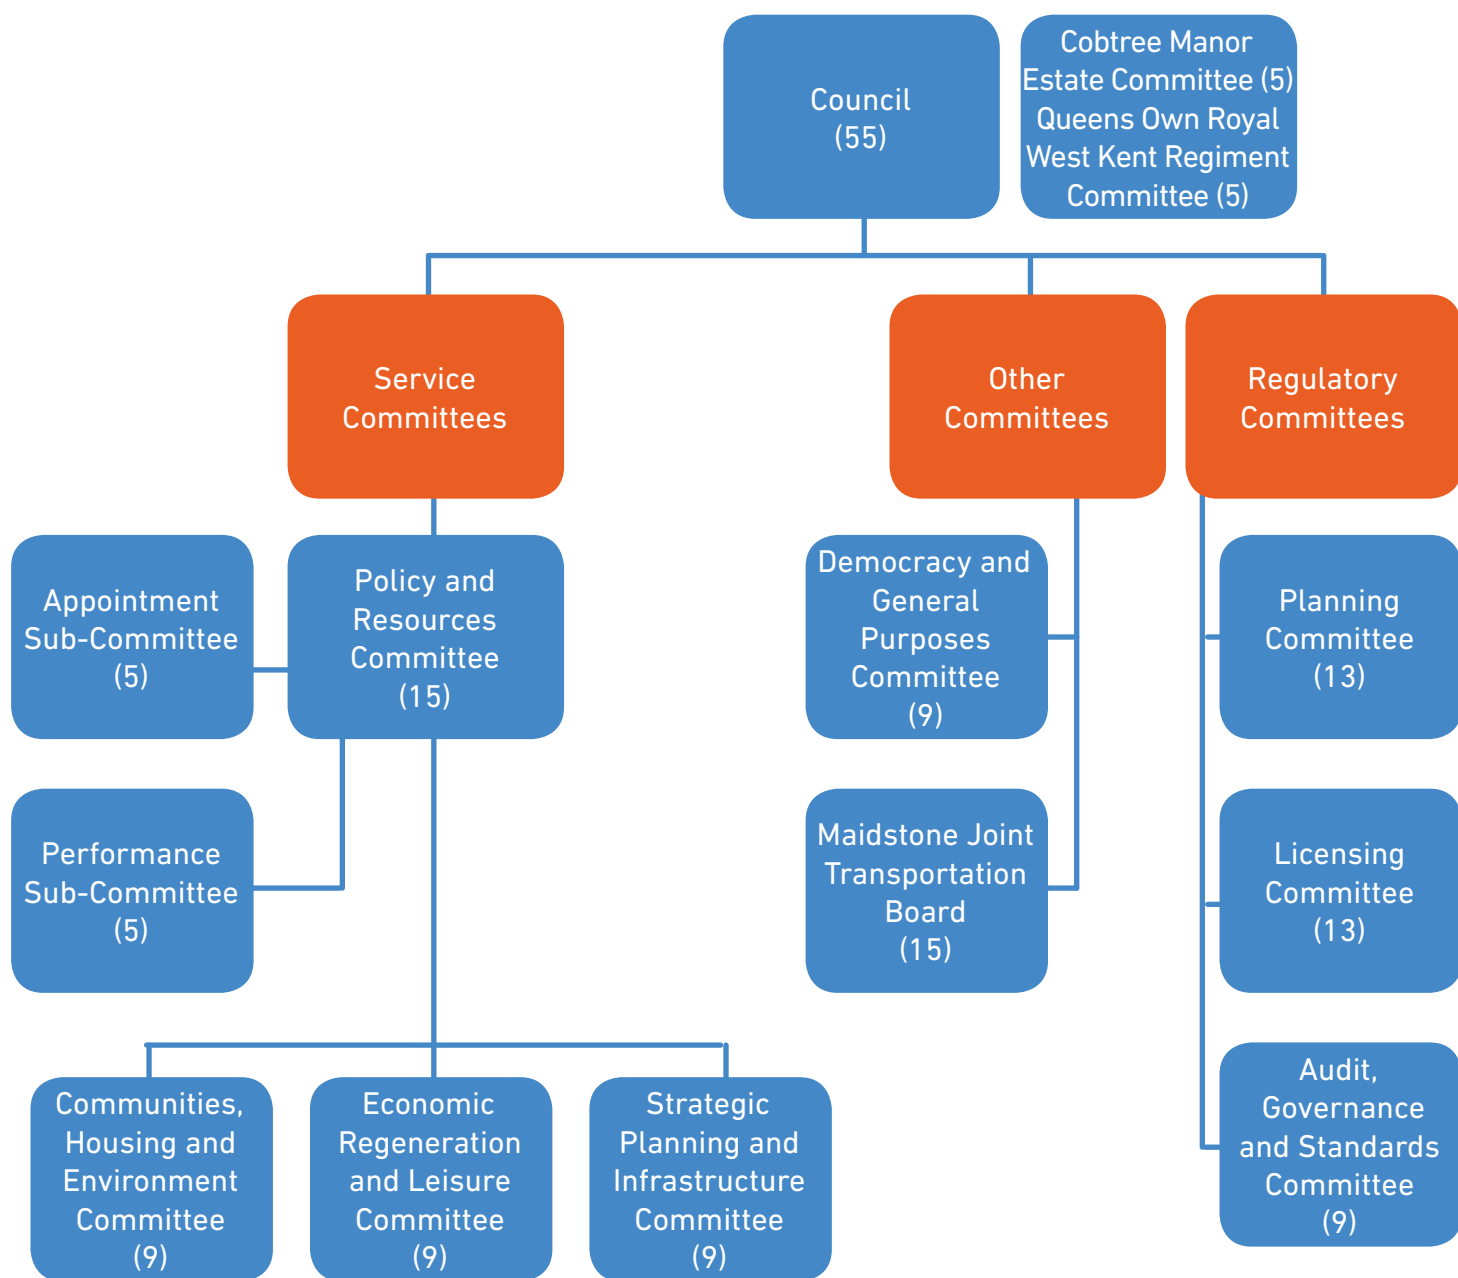 Council
(55)
Cobtree Manor
Estate Committee (5)
Queens Own Royal
West Kent Regiment
Committee (5)
Service
Committees
Other
Committees
Regulatory
Committees
Appointment
Sub-Committee
(5)
Policy and
Resources
Committee
(15)
Democracy and
General
Purposes
Committee
(9)
Planning
Committee
(13)
Performance
Sub-Committee
(5)
Maidstone Joint
Transportation
Board
(15)
Licensing
Committee
(13)
Communities,
Housing and
Environment
Committee
(9)
Economic
Regeneration
and Leisure
Committee
(9)
Strategic
Planning and
Infrastructure
Committee
(9)
Audit,
Governance
and Standards
Committee
(9)